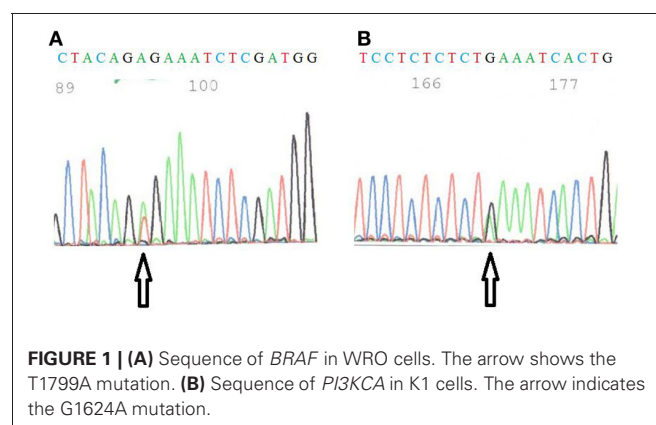 A B
CTACAGAGAAATCTCGATGG TCCTCTCTCTGAAATCACTG
89 100 166 177
FIGURE 1 | (A) Sequence of BRAF in WRO cells. The arrow shows the
T1799A mutation. (B) Sequence of PI3KCA in K1 cells. The arrow indicates
the G1624A mutation.